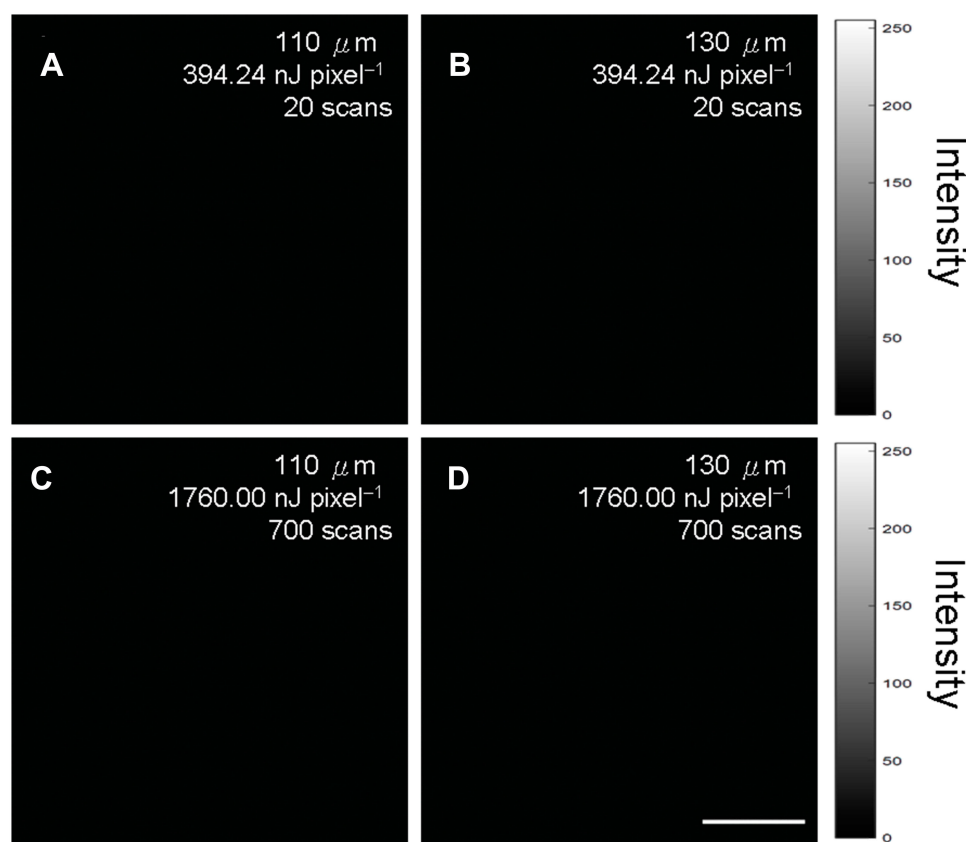 A
110 μm
394.24 nJ pixel⁻¹
20 scans
B
130 μm
394.24 nJ pixel⁻¹
20 scans
250
200
150
100
50
0
Intensity
C
110 μm
1760.00 nJ pixel⁻¹
700 scans
D
130 μm
1760.00 nJ pixel⁻¹
700 scans
250
200
150
100
50
0
Intensity